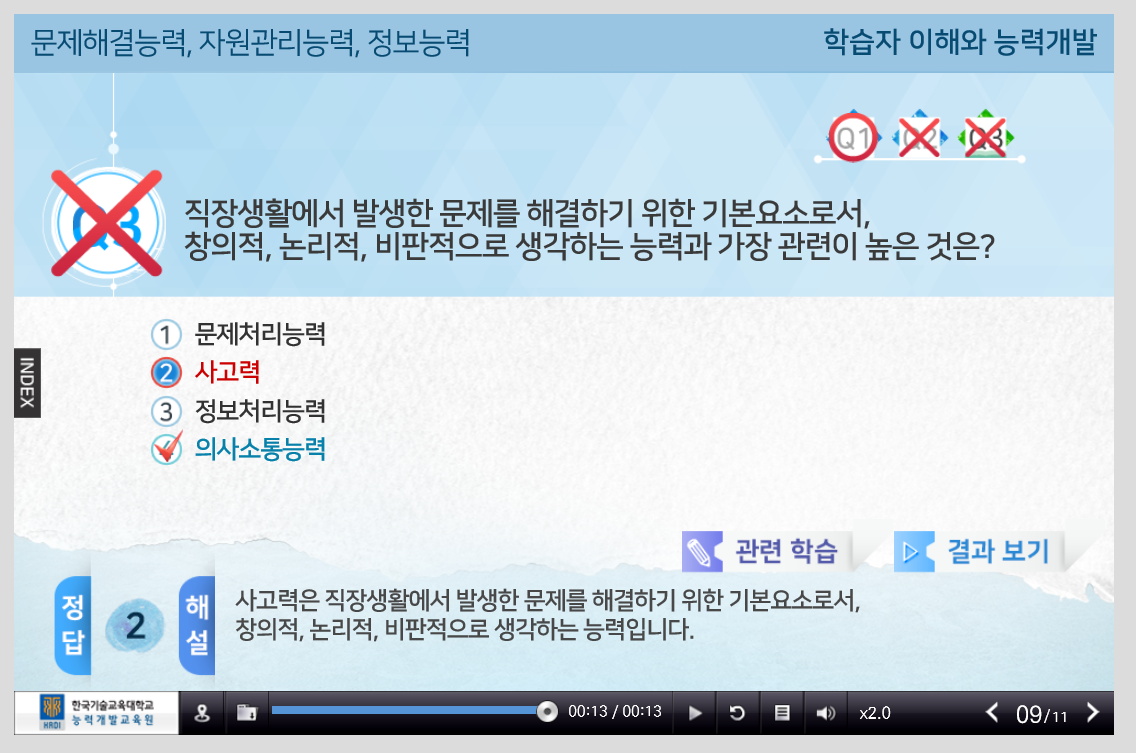 문제해결능력, 자원관리능력, 정보능력
학습자 이해와 능력개발
Q1 Q2 Q3
Q3
직장생활에서 발생한 문제를 해결하기 위한 기본요소로서,
창의적, 논리적, 비판적으로 생각하는 능력과 가장 관련이 높은 것은?
1 문제처리능력
2 사고력
3 정보처리능력
의사소통능력
INDEX
관련 학습
결과 보기
정답
2
해설
사고력은 직장생활에서 발생한 문제를 해결하기 위한 기본요소로서,
창의적, 논리적, 비판적으로 생각하는 능력입니다.
한국기술교육대학교
능력개발교육원
HRDI
00:13 / 00:13
x2.0
09/11